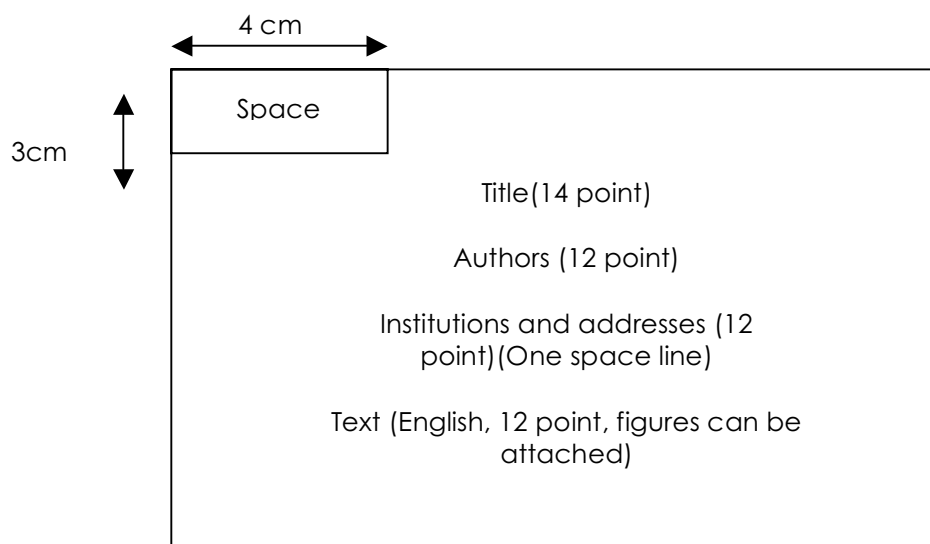 4 cm
Space
3cm
Title(14 point)
Authors (12 point)
Institutions and addresses (12
point)(One space line)
Text (English, 12 point, figures can be
attached)